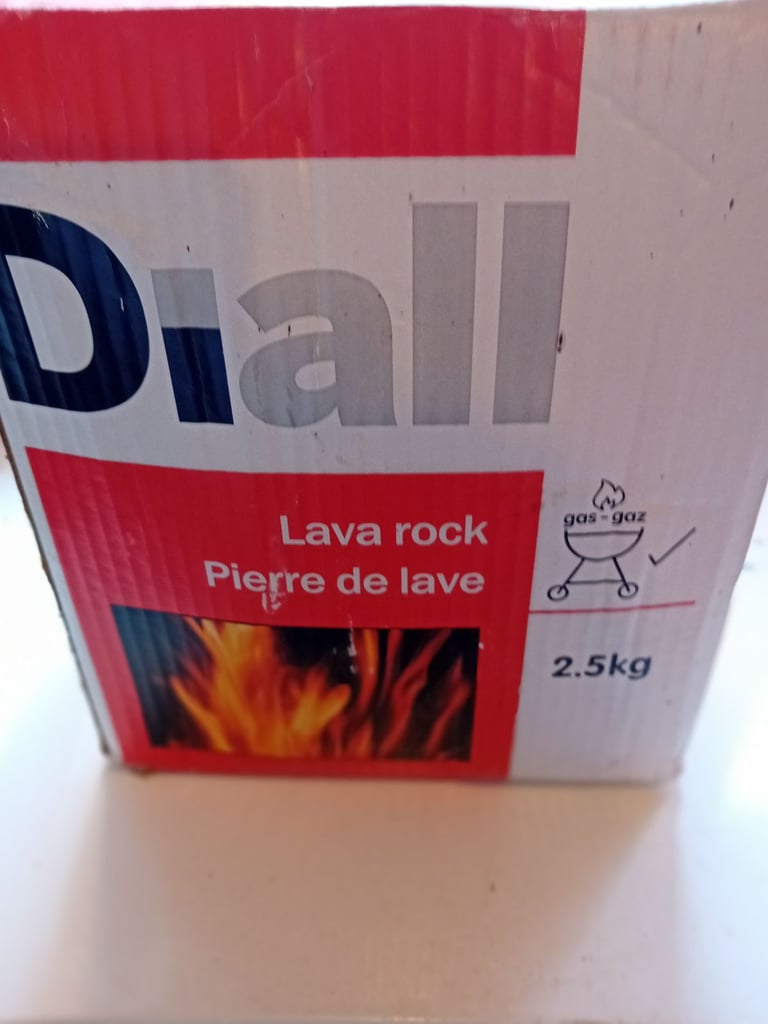 Diall
Lava rock
Pierre de lave
gas - gaz
2.5kg